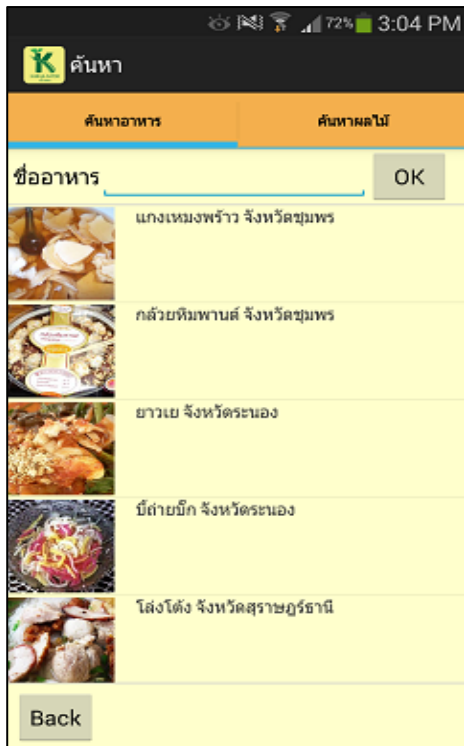 72% 3:04 PM
ค้นหา
ค้นหาอาหาร ค้นหาผลไม้
ชื่ออาหาร OK
แกงเหมงพร้าว จังหวัดชุมพร
กล้วยหิมพานต์ จังหวัดชุมพร
ยาวเย จังหวัดระนอง
บี้ถ่ายบั๊ก จังหวัดระนอง
โล่งโต้ง จังหวัดสุราษฎร์ธานี
Back